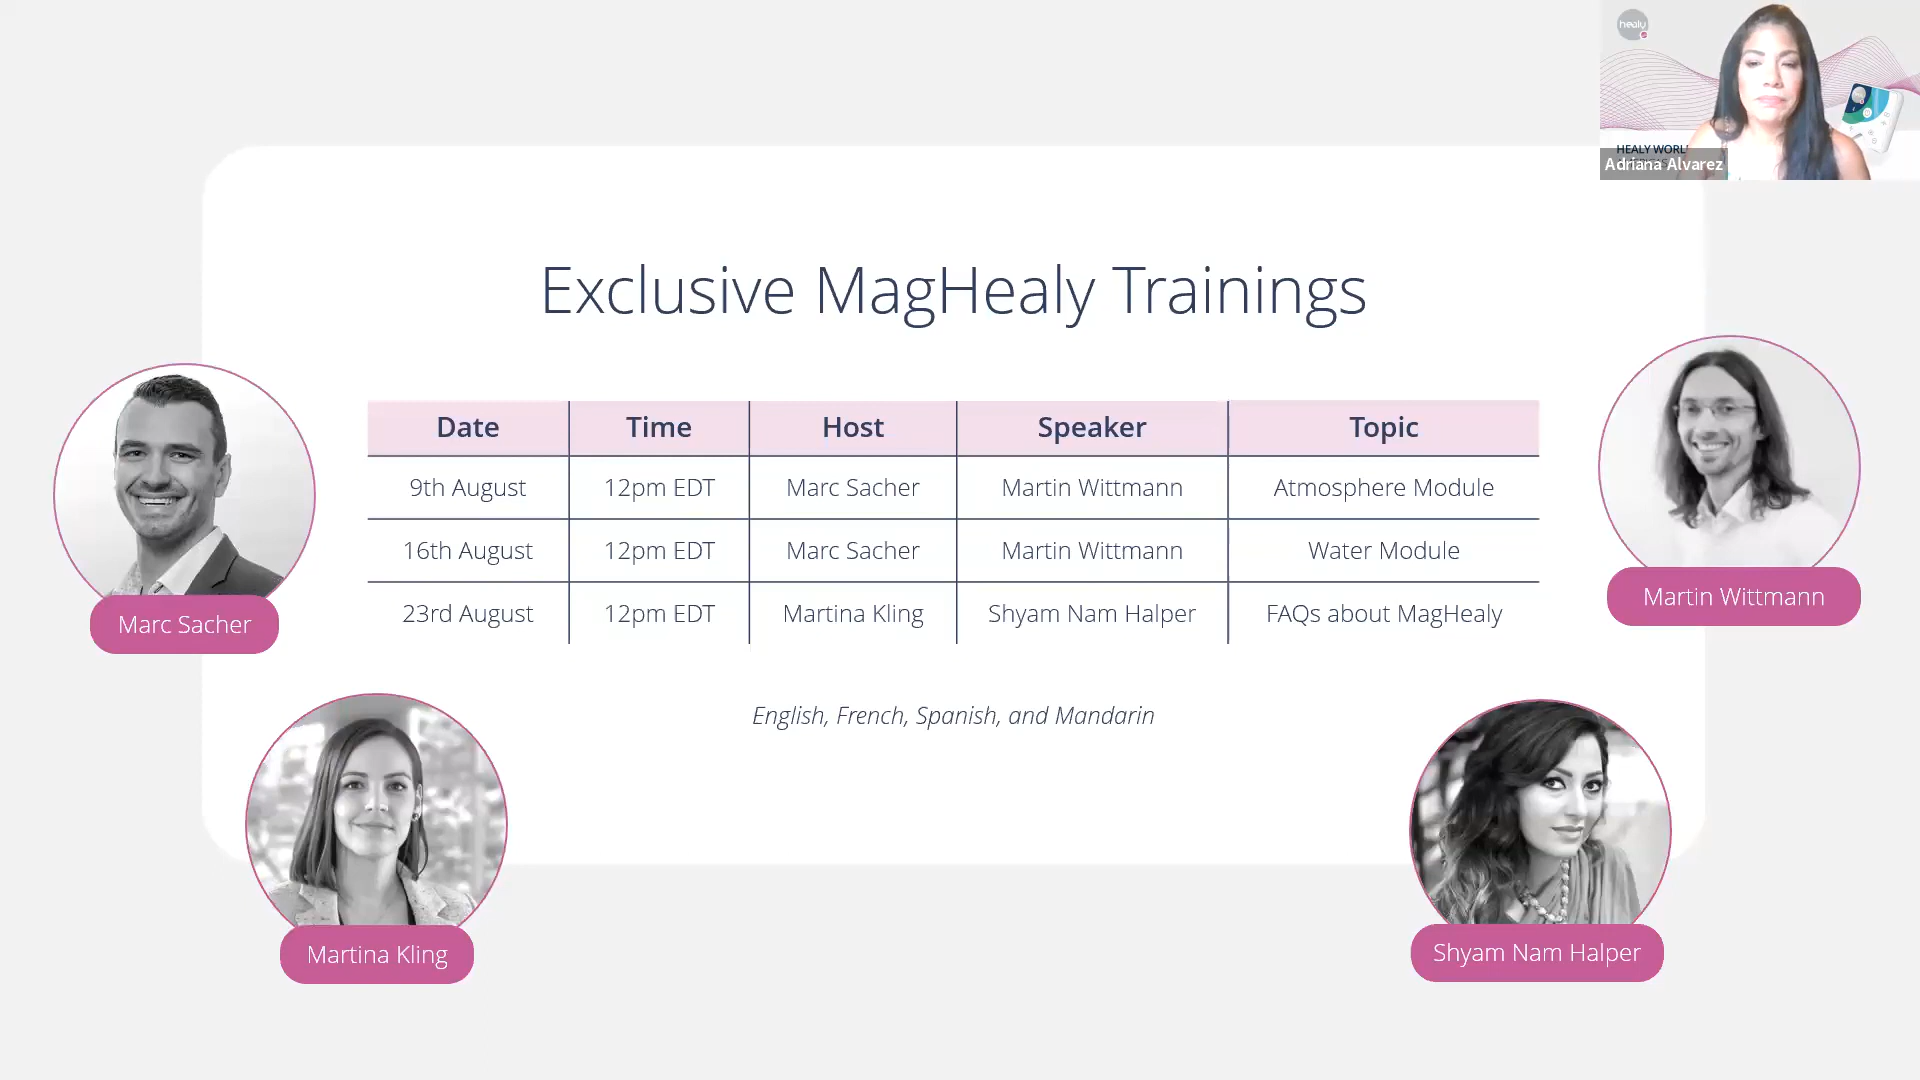 healy
HEALY WORL
Adriana Alvarez
Exclusive MagHealy Trainings
Date Time Host Speaker Topic
9th August 12pm EDT Marc Sacher Martin Wittmann Atmosphere Module
16th August 12pm EDT Marc Sacher Martin Wittmann Water Module
23rd August 12pm EDT Martina Kling Shyam Nam Halper FAQs about MagHealy
English, French, Spanish, and Mandarin
Marc Sacher
Martin Wittmann
Martina Kling
Shyam Nam Halper